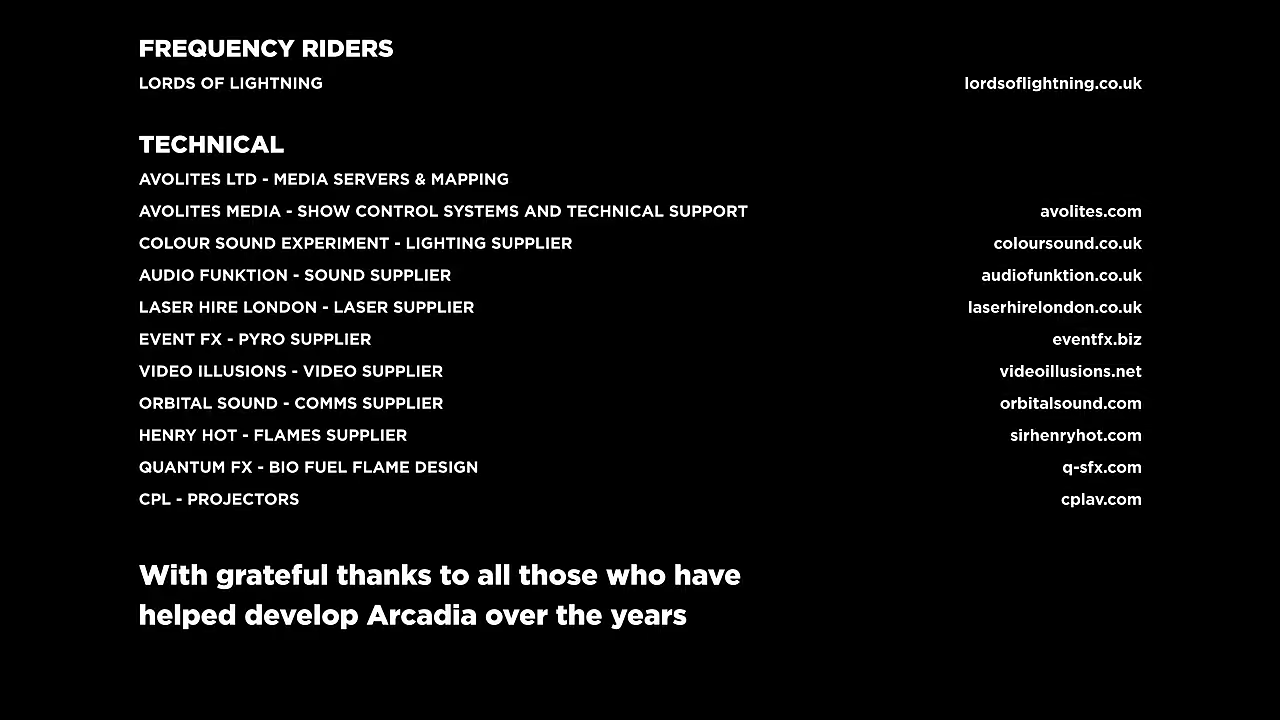 FREQUENCY RIDERS
LORDS OF LIGHTNING lordsoflightning.co.uk
TECHNICAL
AVOLITES LTD - MEDIA SERVERS & MAPPING
AVOLITES MEDIA - SHOW CONTROL SYSTEMS AND TECHNICAL SUPPORT avolites.com
COLOUR SOUND EXPERIMENT - LIGHTING SUPPLIER coloursound.co.uk
AUDIO FUNKTION - SOUND SUPPLIER audiofunktion.co.uk
LASER HIRE LONDON - LASER SUPPLIER laserhirelondon.co.uk
EVENT FX - PYRO SUPPLIER eventfx.biz
VIDEO ILLUSIONS - VIDEO SUPPLIER videoillusions.net
ORBITAL SOUND - COMMS SUPPLIER orbitalsound.com
HENRY HOT - FLAMES SUPPLIER sirhenryhot.com
QUANTUM FX - BIO FUEL FLAME DESIGN q-sfx.com
CPL - PROJECTORS cplav.com
With grateful thanks to all those who have
helped develop Arcadia over the years